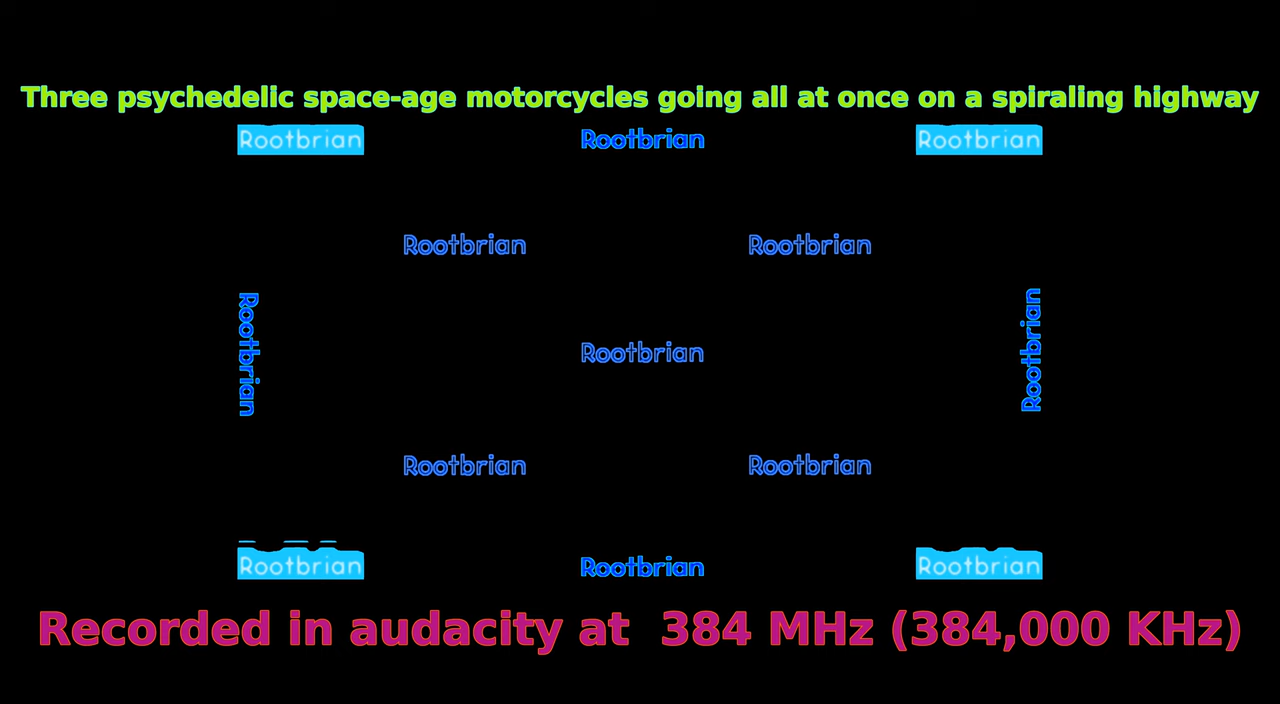 Three psychedelic space-age motorcycles going all at once on a spiraling highway
Rootbrian Rootbrian Rootbrian
Rootbrian Rootbrian
Rootbrian Rootbrian
Rootbrian
Rootbrian Rootbrian
Rootbrian Rootbrian Rootbrian
Recorded in audacity at 384 MHz (384,000 KHz)